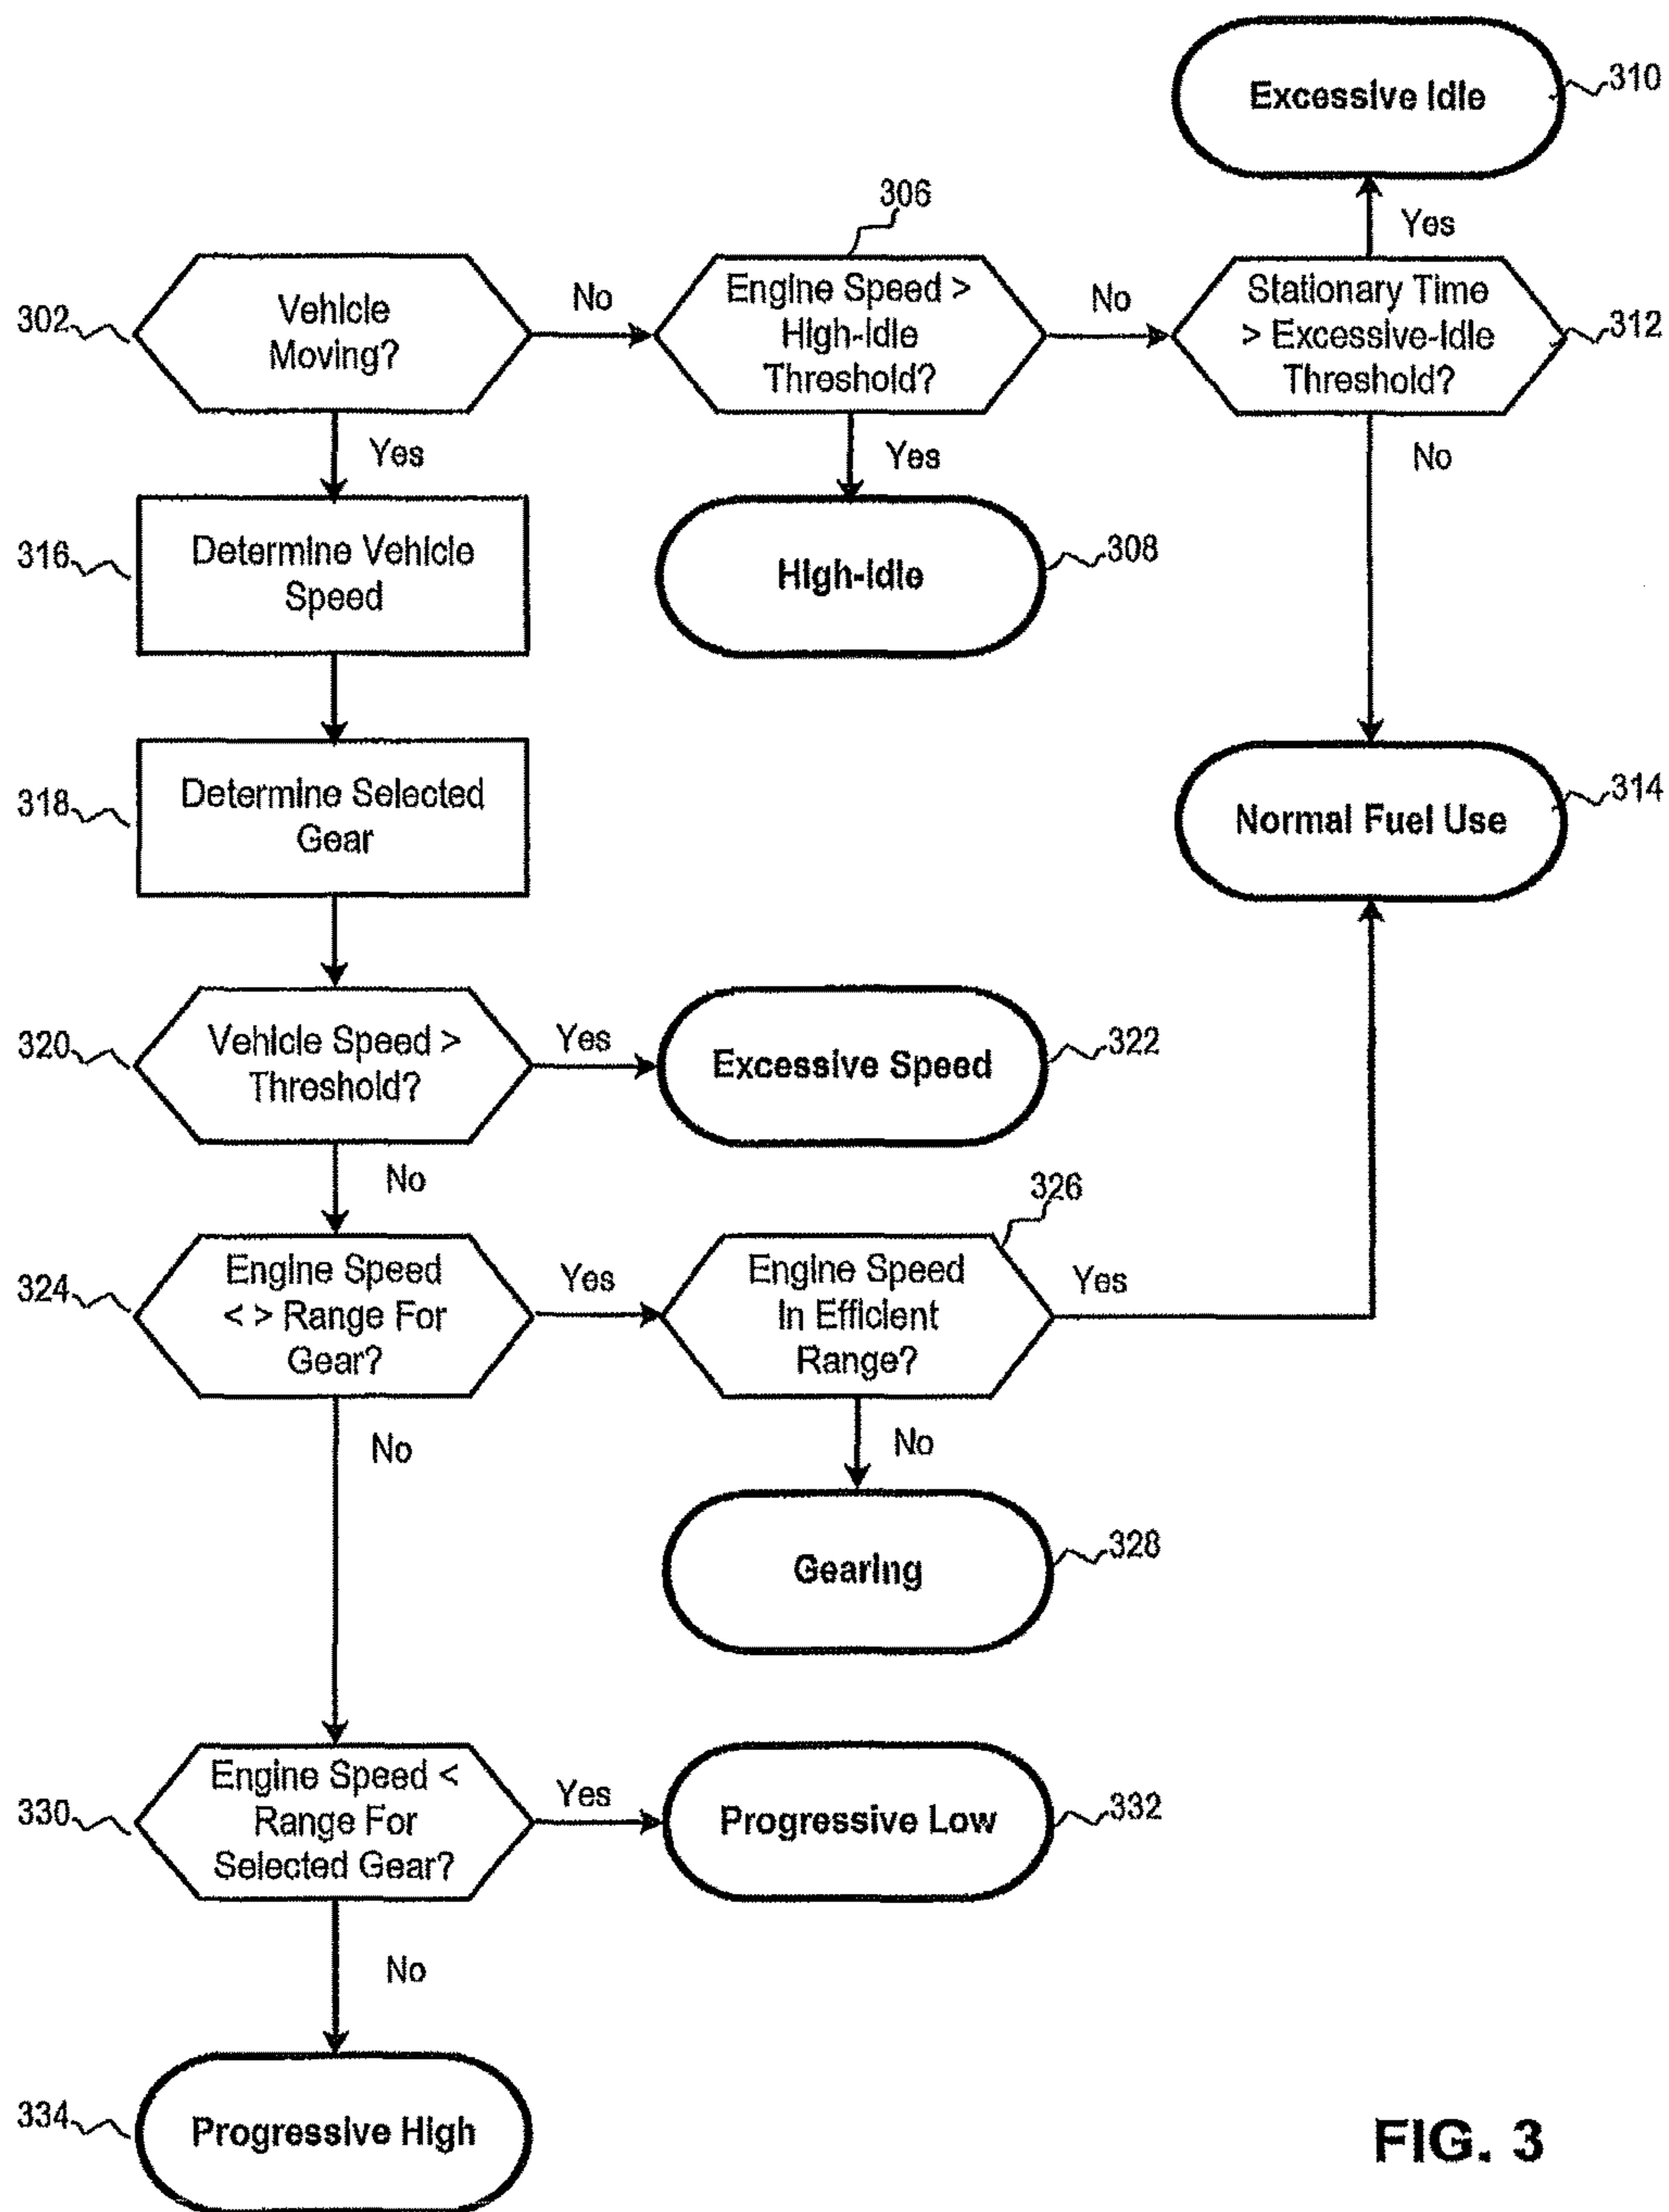 Excessive Idle
310
Yes
306
302
Vehicle
Moving?
No
Engine Speed >
High-Idle
Threshold?
No
Stationary Time
> Excessive-Idle
Threshold?
312
Yes
Yes
No
316
Determine Vehicle
Speed
High-Idle
308
318
Determine Selected
Gear
Normal Fuel Use
314
320
Vehicle Speed >
Threshold?
Yes
Excessive Speed
322
No
326
324
Engine Speed
< > Range For
Gear?
Yes
Engine Speed
In Efficient
Range?
Yes
No
No
Gearing
328
330
Engine Speed <
Range For
Selected Gear?
Yes
Progressive Low
332
No
334
Progressive High
FIG. 3